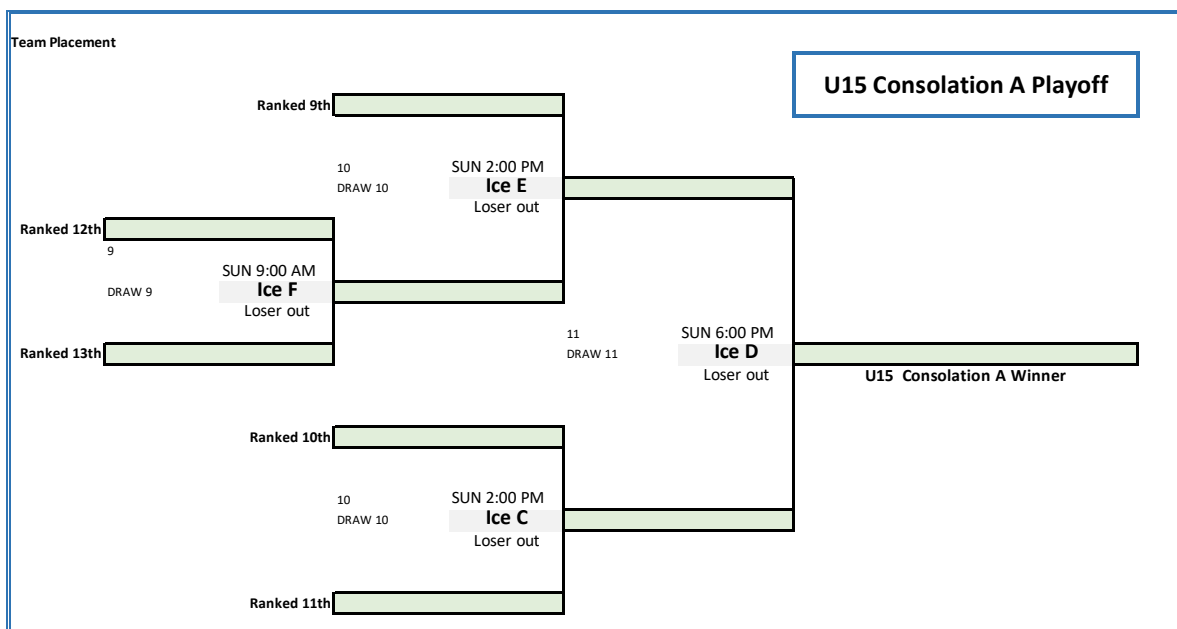 Team Placement
U15 Consolation A Playoff
Ranked 9th
10
SUN 2:00 PM
DRAW 10
Ice E
Loser out
Ranked 12th
9
SUN 9:00 AM
DRAW 9
Ice F
Loser out
11
SUN 6:00 PM
Ranked 13th
DRAW 11
Ice D
Loser out
U15  Consolation A Winner
Ranked 10th
10
SUN 2:00 PM
DRAW 10
Ice C
Loser out
Ranked 11th